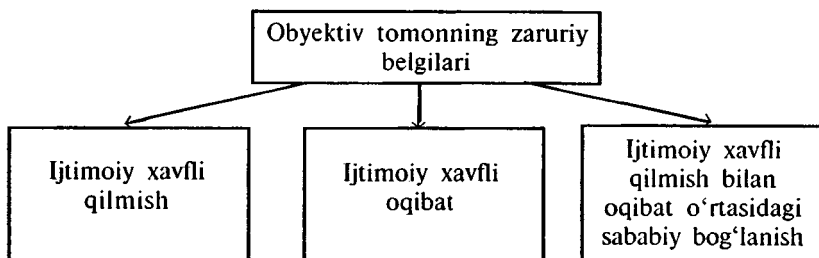 Obyektiv tomonning zaruriy
belgilari
Ijtimoiy xavfli
qilmish
Ijtimoiy xavfli
oqibat
Ijtimoiy xavfli
qilmish bilan
oqibat o‘rtasidagi
sababiy bog‘lanish